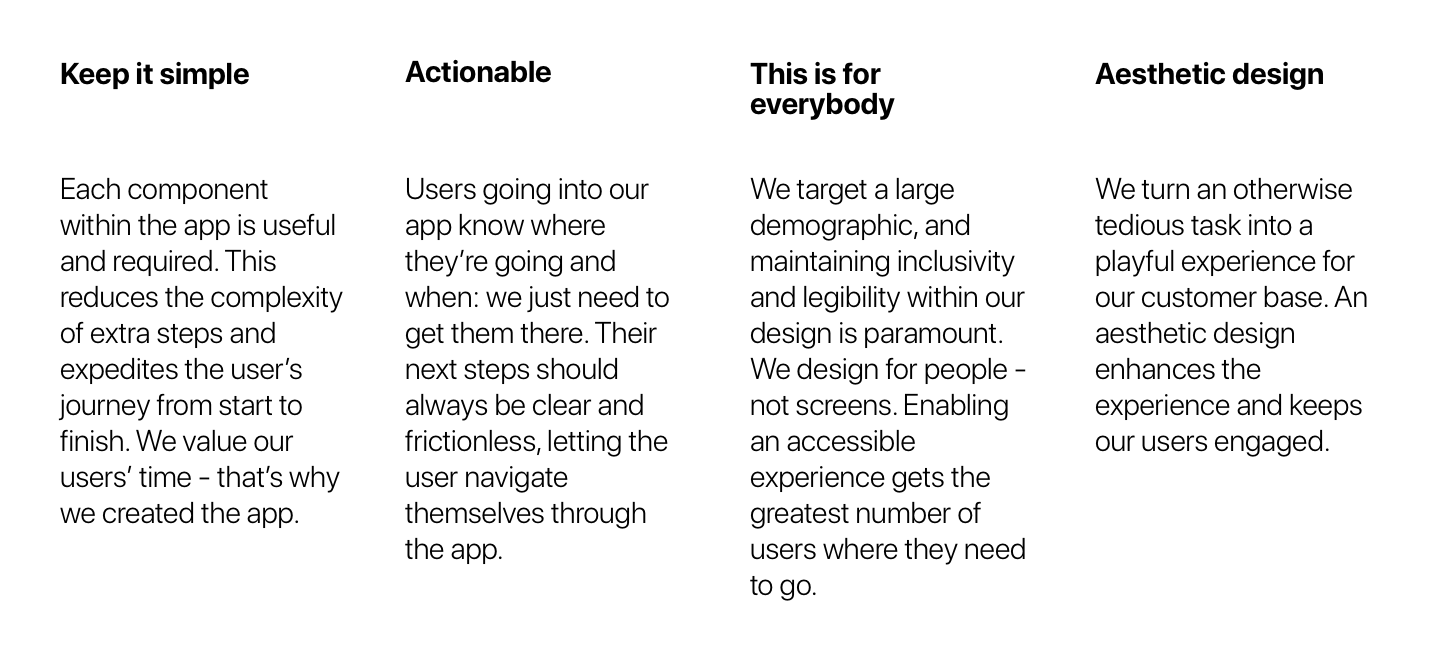 Keep it simple
Each component
within the app is useful
and required. This
reduces the complexity
of extra steps and
expedites the user’s
journey from start to
finish. We value our
users’ time - that’s why
we created the app.
Actionable
Users going into our
app know where
they’re going and
when: we just need to
get them there. Their
next steps should
always be clear and
frictionless, letting the
user navigate
themselves through
the app.
This is for
everybody
We target a large
demographic, and
maintaining inclusivity
and legibility within our
design is paramount.
We design for people -
not screens. Enabling
an accessible
experience gets the
greatest number of
users where they need
to go.
Aesthetic design
We turn an otherwise
tedious task into a
playful experience for
our customer base. An
aesthetic design
enhances the
experience and keeps
our users engaged.